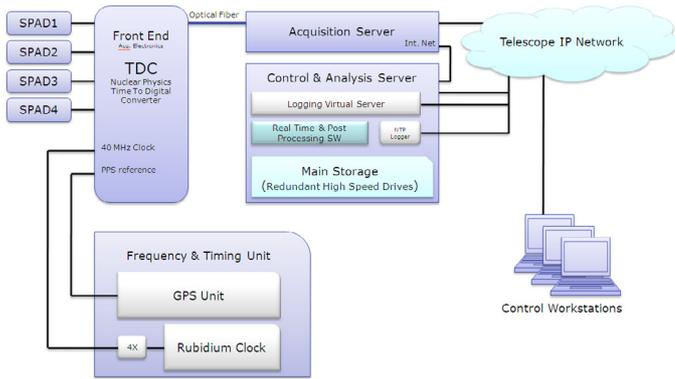 SPAD1
SPAD2
SPAD3
SPAD4
Front End
Acq. Electronics
TDC
Nuclear Physics
Time To Digital
Converter
40 MHz Clock
PPS reference
Optical Fiber
Acquisition Server
Int. Net
Control & Analysis Server
Logging Virtual Server
Real Time & Post
Processing SW
NTP
Logger
Main Storage
(Redundant High Speed Drives)
Telescope IP Network
Control Workstations
Frequency & Timing Unit
GPS Unit
4X
Rubidium Clock